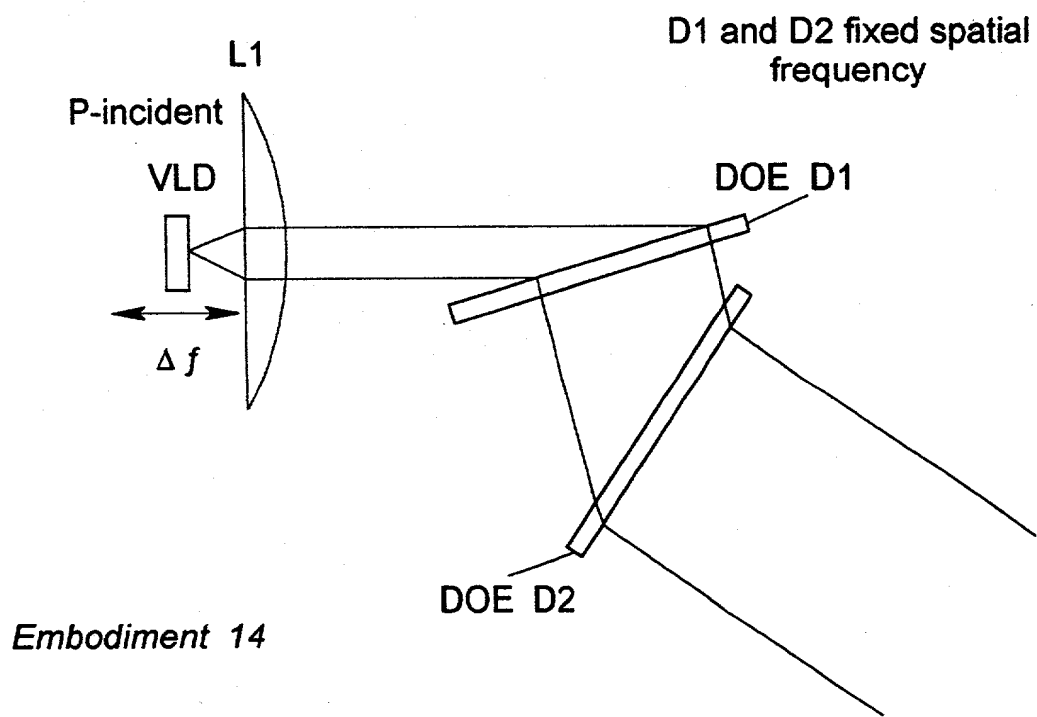 D1 and D2 fixed spatial
frequency
L1
P-incident
VLD
DOE D1
Δ f
DOE D2
Embodiment 14